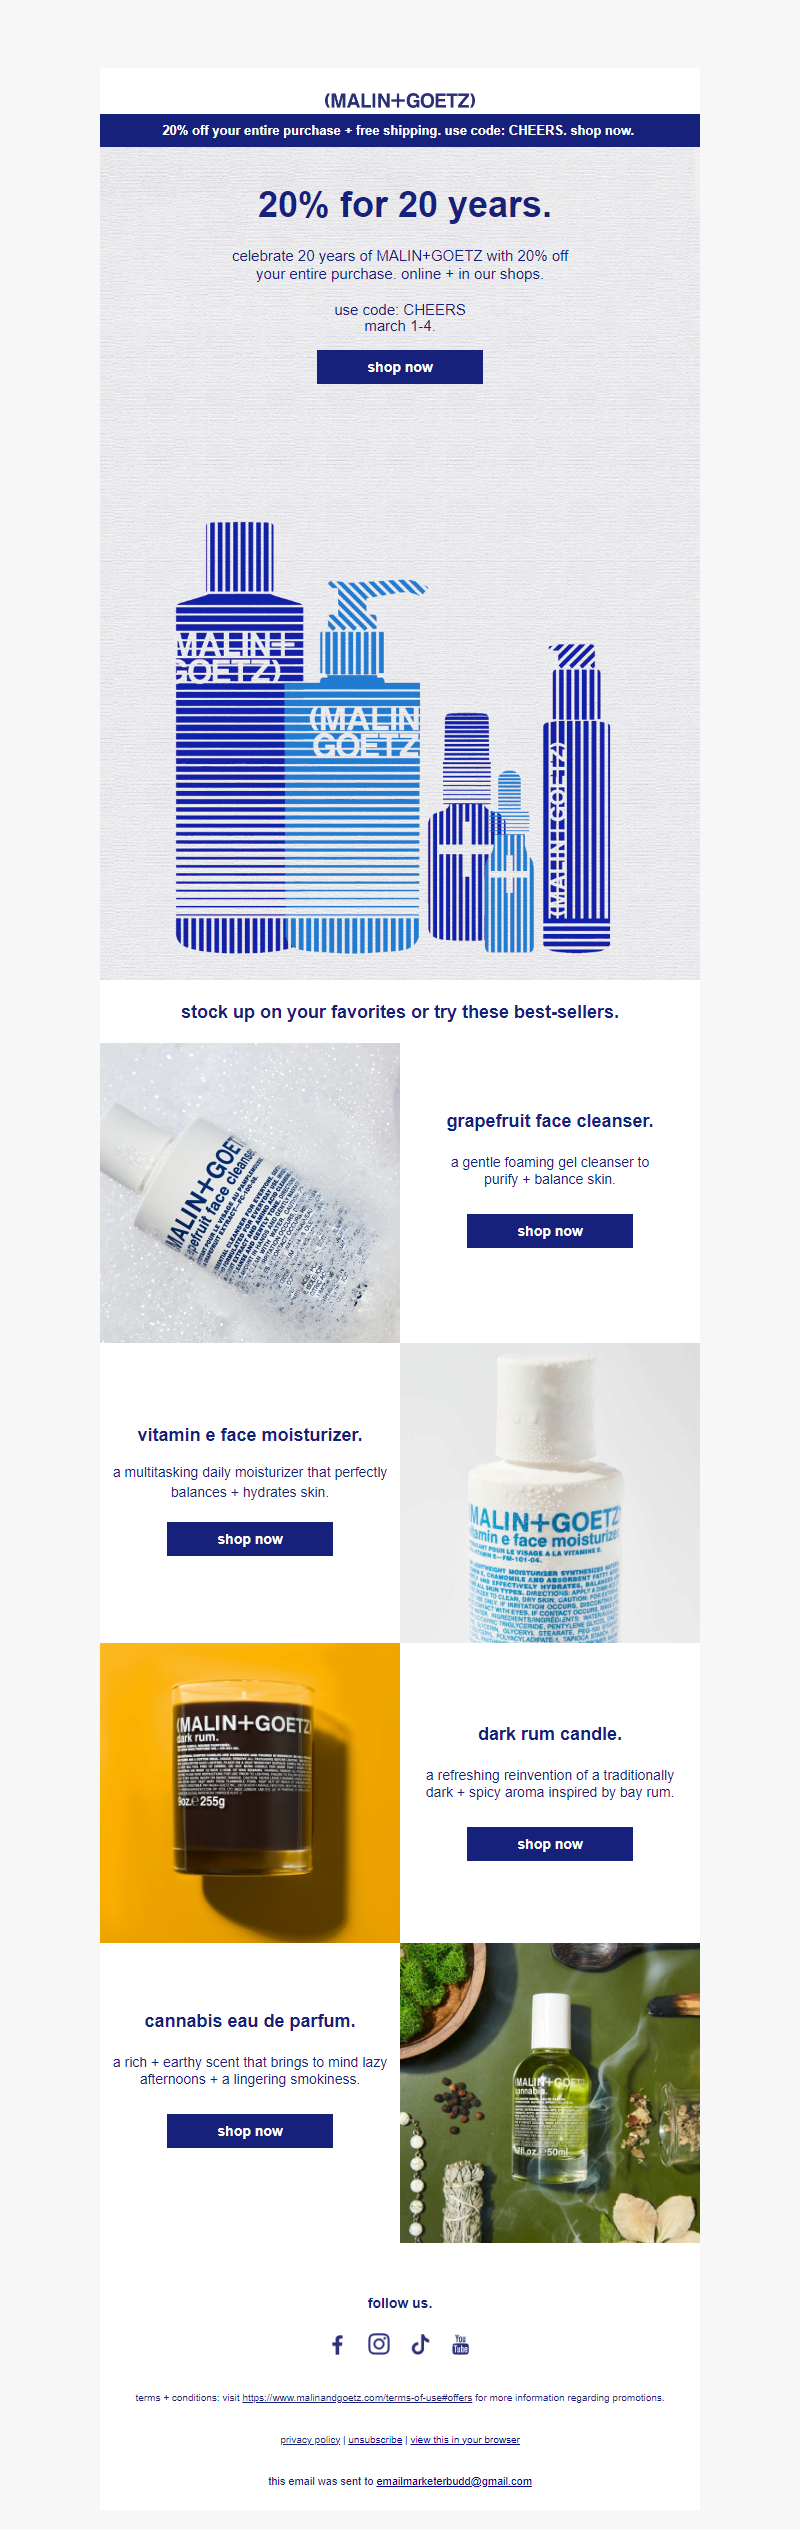 (MALIN+GOETZ)
20% off your entire purchase + free shipping. use code: CHEERS. shop now.
20% for 20 years.
celebrate 20 years of MALIN+GOETZ with 20% off
your entire purchase. online + in our shops.
use code: CHEERS
march 1-4.
shop now
MALIN+
GOETZ)
(MALIN
GOETZ
(MALIN+GOETZ)
stock up on your favorites or try these best-sellers.
MALIN+GOET
face cleanser
grapefruit face cleanser.
a gentle foaming gel cleanser to
purify + balance skin.
shop now
vitamin e face moisturizer.
a multitasking daily moisturizer that perfectly
balances + hydrates skin.
shop now
MALIN+GOETZ
vitamin e face moisturizer.
(MALIN+GOETZ)
dark rum.
9oz.℮ 255g
dark rum candle.
a refreshing reinvention of a traditionally
dark + spicy aroma inspired by bay rum.
shop now
cannabis eau de parfum.
a rich + earthy scent that brings to mind lazy
afternoons + a lingering smokiness.
shop now
(MALIN+GOETZ
cannabis.
fl.oz.℮50ml
follow us.
You
Tube
terms + conditions: visit https://www.malinandgoetz.com/terms-of-use#offers for more information regarding promotions.
privacy policy | unsubscribe | view this in your browser
this email was sent to emailmarketerbudd@gmail.com